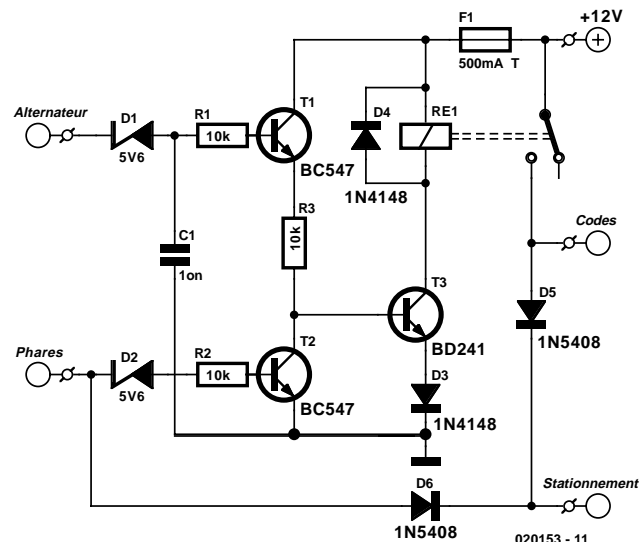 F1
+12V
500mA T
Alternateur
D1
R1
T1
D4
RE1
10k
5V6
BC547
1N4148
R3
10k
Codes
C1
1on
T3
D5
1N5408
Phares
D2
R2
T2
BD241
10k
5V6
BC547
D3
1N4148
D6
Stationnement
1N5408
020153 - 11